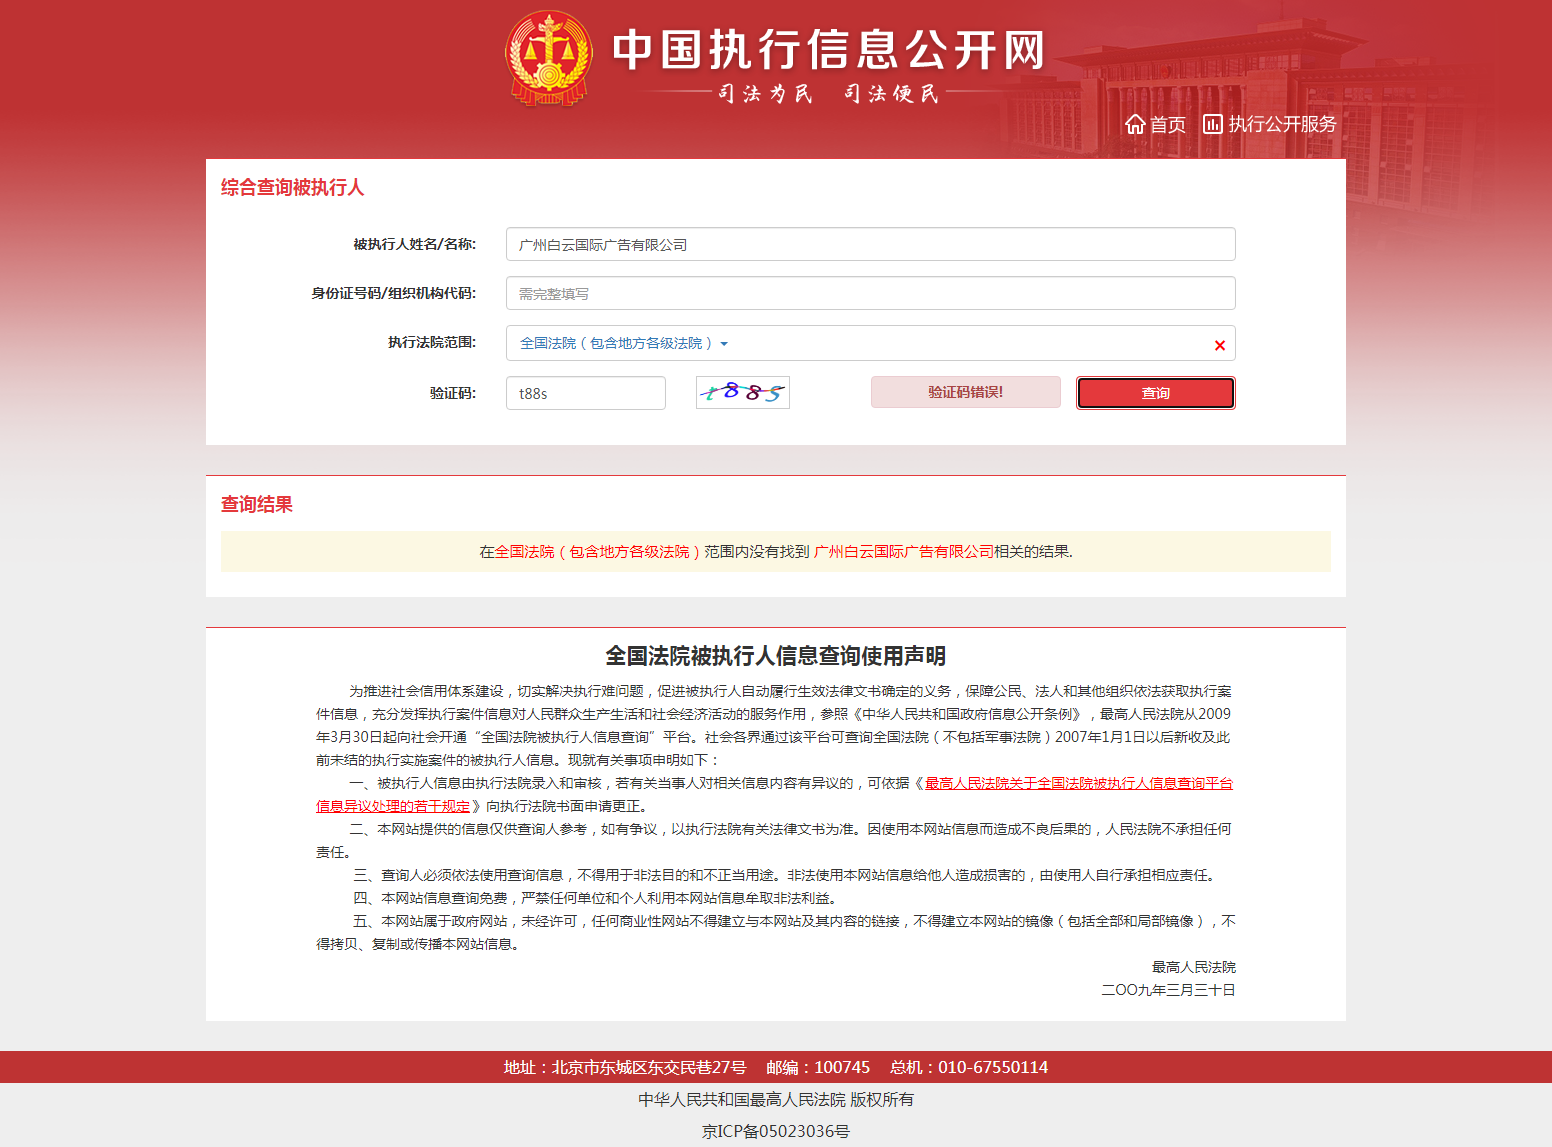 中国执行信息公开网
司法为民 司法便民
首页 执行公开服务
综合查询被执行人
被执行人姓名/名称: 广州白云国际广告有限公司
身份证号码/组织机构代码: 需完整填写
执行法院范围: 全国法院（包含地方各级法院） ×
验证码: t88s t88s 验证码错误! 查询
查询结果
在全国法院（包含地方各级法院）范围内没有找到 广州白云国际广告有限公司相关的结果.
全国法院被执行人信息查询使用声明
为推进社会信用体系建设，切实解决执行难问题，促进被执行人自动履行生效法律文书确定的义务，保障公民、法人和其他组织依法获取执行案
件信息，充分发挥执行案件信息对人民群众生产生活和社会经济活动的服务作用，参照《中华人民共和国政府信息公开条例》，最高人民法院从2009
年3月30日起向社会开通“全国法院被执行人信息查询”平台。社会各界通过该平台可查询全国法院（不包括军事法院）2007年1月1日以后新收及此
前未结的执行实施案件的被执行人信息。现就有关事项申明如下：
一、被执行人信息由执行法院录入和审核，若有关当事人对相关信息内容有异议的，可依据《最高人民法院关于全国法院被执行人信息查询平台
信息异议处理的若干规定》向执行法院书面申请更正。
二、本网站提供的信息仅供查询人参考，如有争议，以执行法院有关法律文书为准。因使用本网站信息而造成不良后果的，人民法院不承担任何
责任。
三、查询人必须依法使用查询信息，不得用于非法目的和不正当用途。非法使用本网站信息给他人造成损害的，由使用人自行承担相应责任。
四、本网站信息查询免费，严禁任何单位和个人利用本网站信息牟取非法利益。
五、本网站属于政府网站，未经许可，任何商业性网站不得建立与本网站及其内容的链接，不得建立本网站的镜像（包括全部和局部镜像），不
得拷贝、复制或传播本网站信息。
最高人民法院
二OO九年三月三十日
地址：北京市东城区东交民巷27号 邮编：100745 总机：010-67550114
中华人民共和国最高人民法院 版权所有
京ICP备05023036号